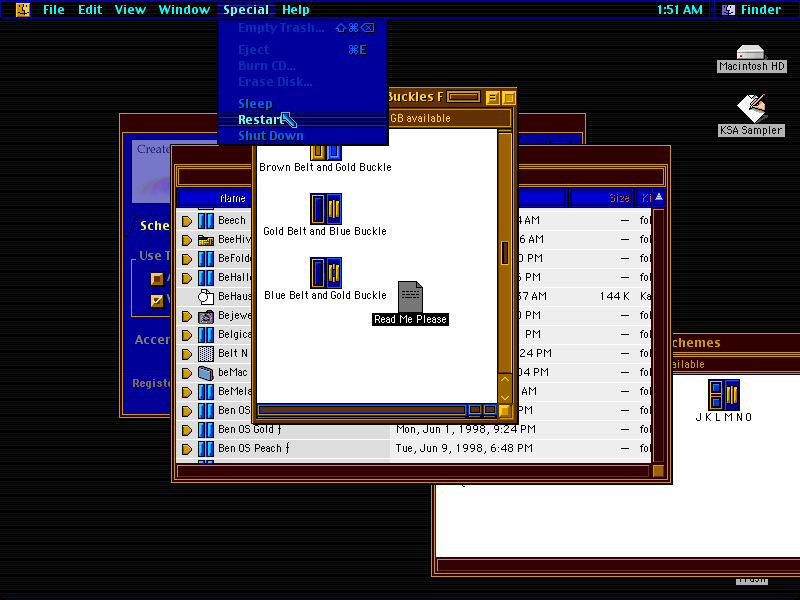 File Edit View Window Special Help 1:51 AM Finder
Empty Trash...
Eject ⌘E
Burn CD...
Erase Disk...
Sleep
Restart
Shut Down
Macintosh HD
KSA Sampler
Buckles F
GB available
Brown Belt and Gold Buckle
Gold Belt and Blue Buckle
Blue Belt and Gold Buckle
Read Me Please
Create
Sche
Use T
Accer
Registe
Name Size Ki
Beech 4 AM — fol
BeeHiv 6 AM — fol
BeFolde 0 PM — fol
BeHalle 5 PM — fol
BeHaus 37 AM 144 K Ka
Bejewe 0 PM — fol
Belgica PM — fol
Belt N 24 PM — fol
beMac 04 PM — fol
BeMela AM — fol
Ben OS PM — fol
Ben OS Gold ƒ Mon, Jun 1, 1998, 9:24 PM — fol
Ben OS Peach ƒ Tue, Jun 9, 1998, 6:48 PM — fol
chemes
ailable
J K L M N O